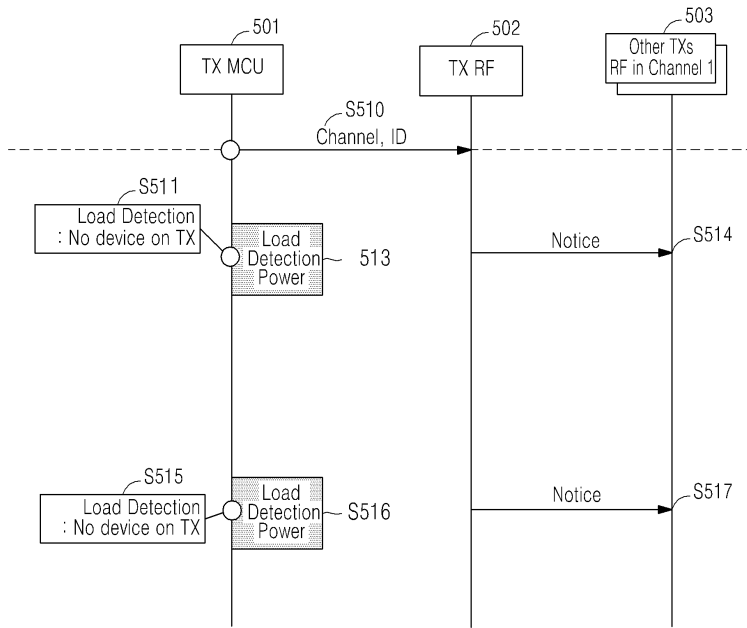 501
502
503
TX MCU
TX RF
Other TXs
RF in Channel 1
S510
Channel, ID
S511
Load Detection
: No device on TX
Load
Detection
Power
513
Notice
S514
S515
Load Detection
: No device on TX
Load
Detection
Power
S516
Notice
S517